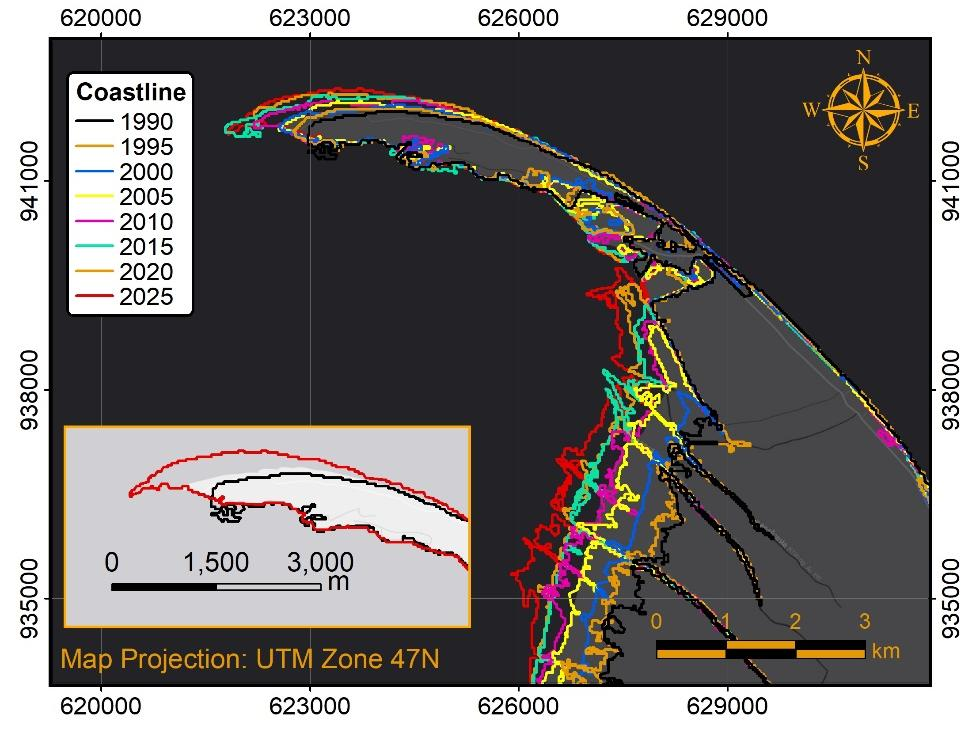 620000 623000 626000 629000
N
W E
S
Coastline
1990
1995
2000
2005
2010
2015
2020
2025
941000 941000
938000 938000
935000 935000
0 1,500 3,000
m
0 1 2 3
km
Map Projection: UTM Zone 47N
620000 623000 626000 629000